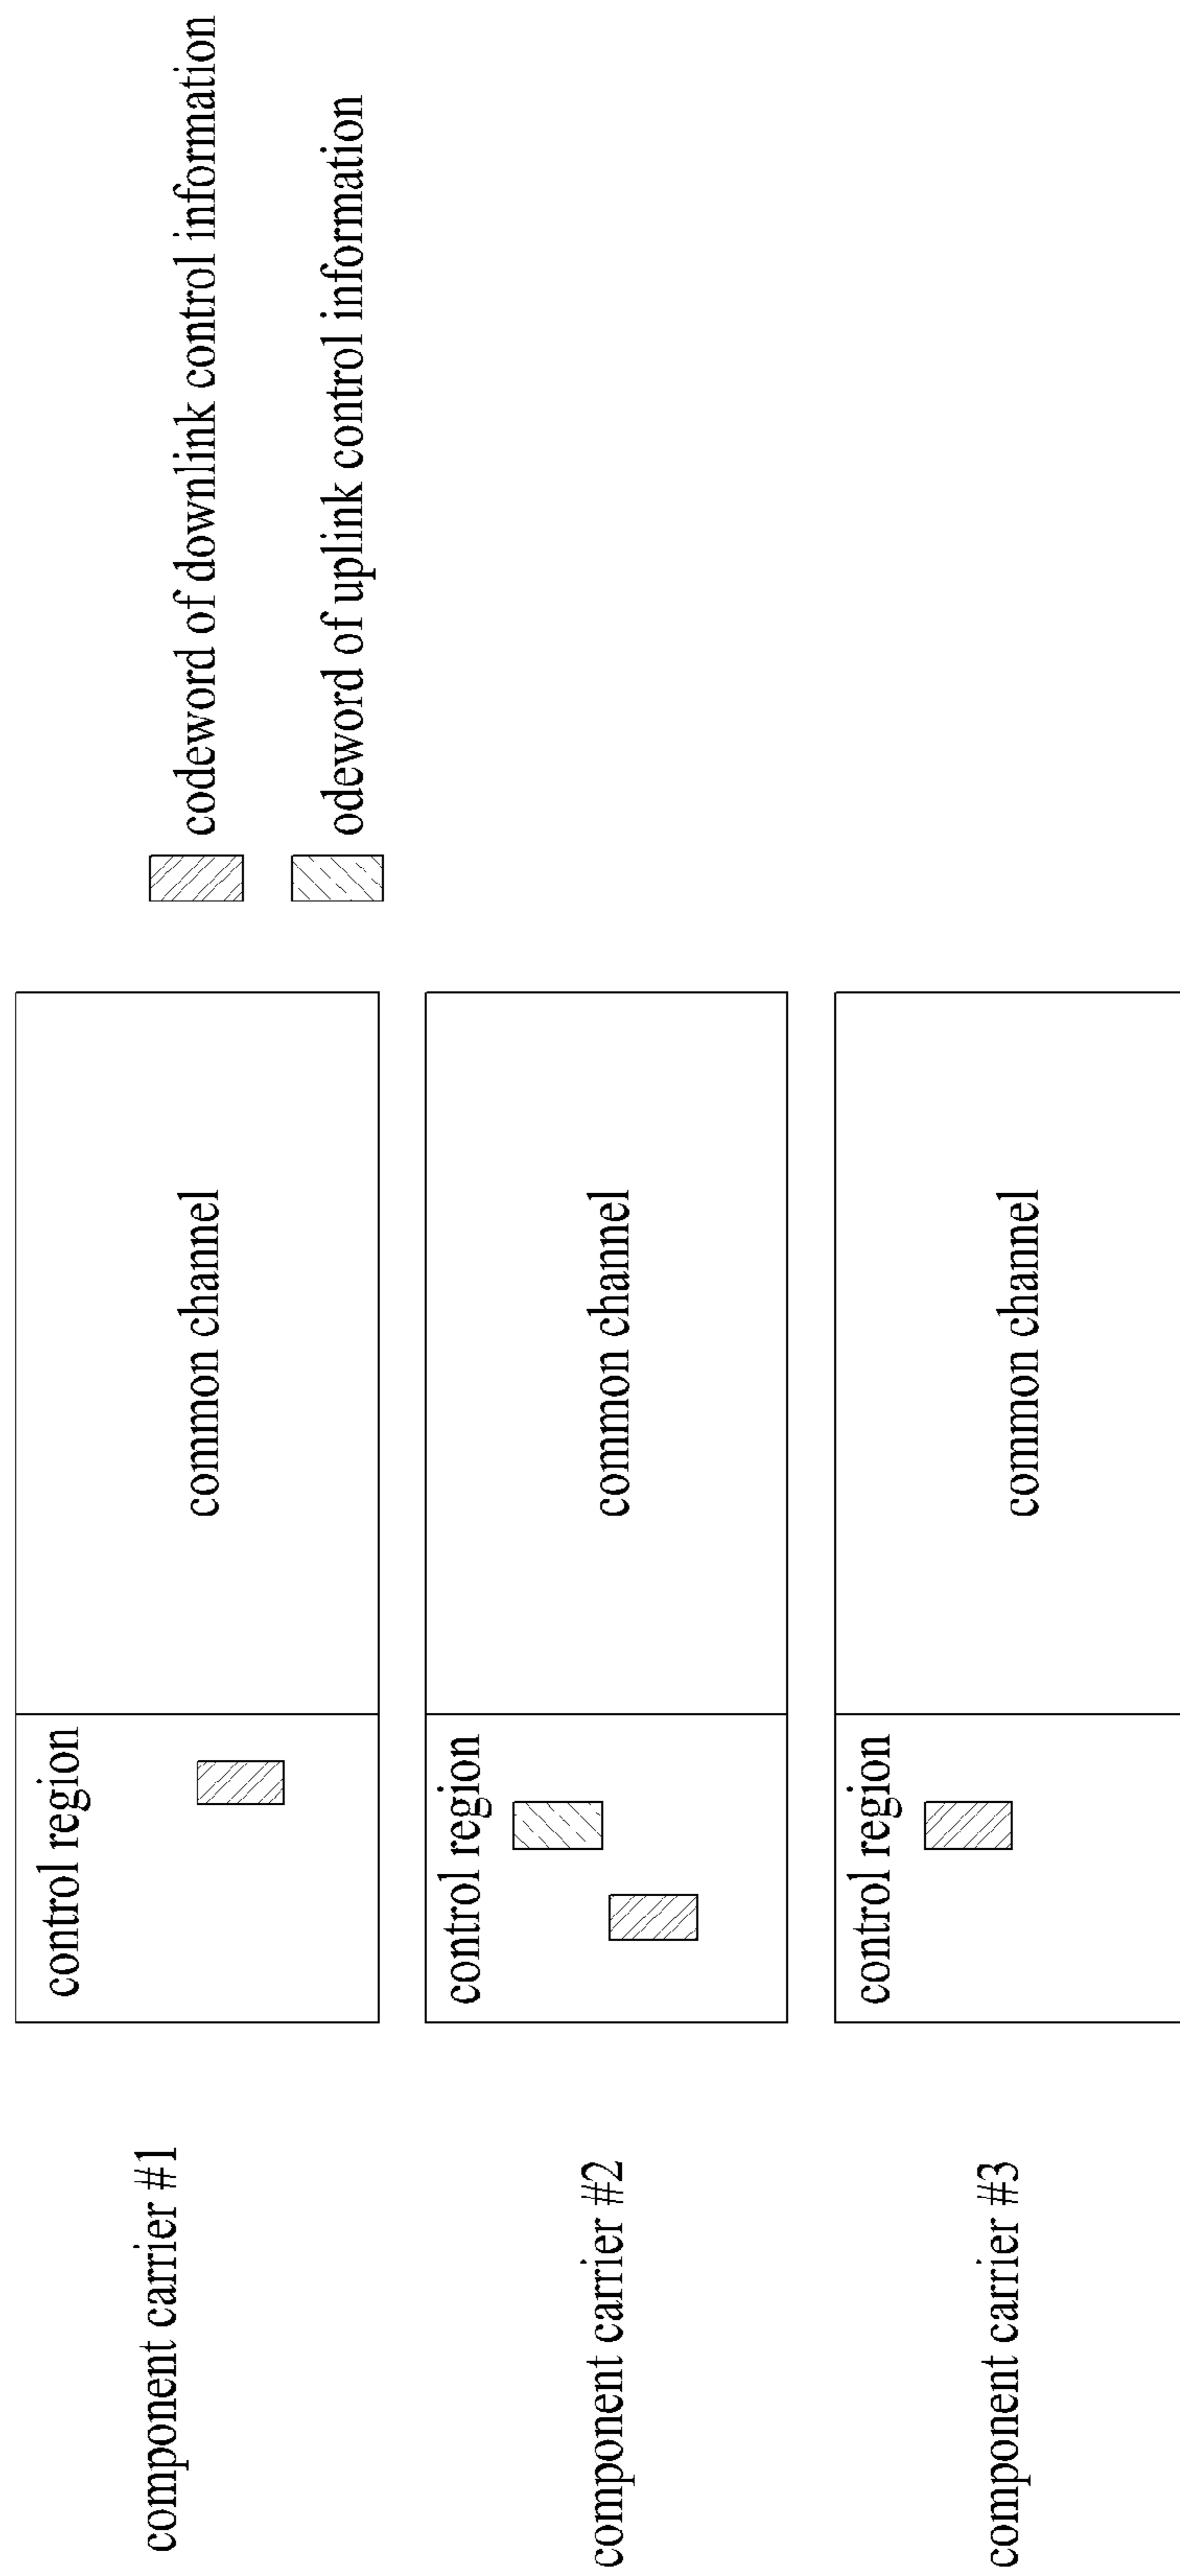 codeword of downlink control information
odeword of uplink control information
component carrier #1
control region
common channel
component carrier #2
control region
common channel
component carrier #3
control region
common channel